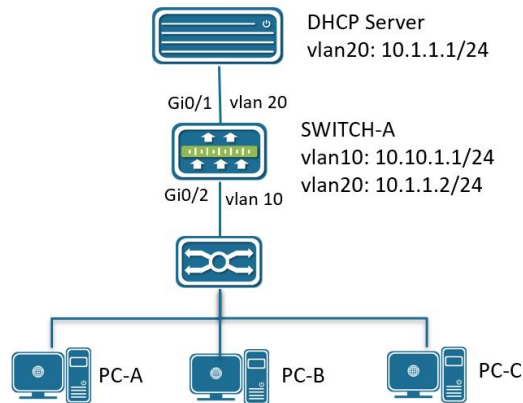 DHCP Server
vlan20: 10.1.1.1/24
Gi0/1 vlan 20
SWITCH-A
vlan10: 10.10.1.1/24
vlan20: 10.1.1.2/24
Gi0/2 vlan 10
PC-A
PC-B
PC-C